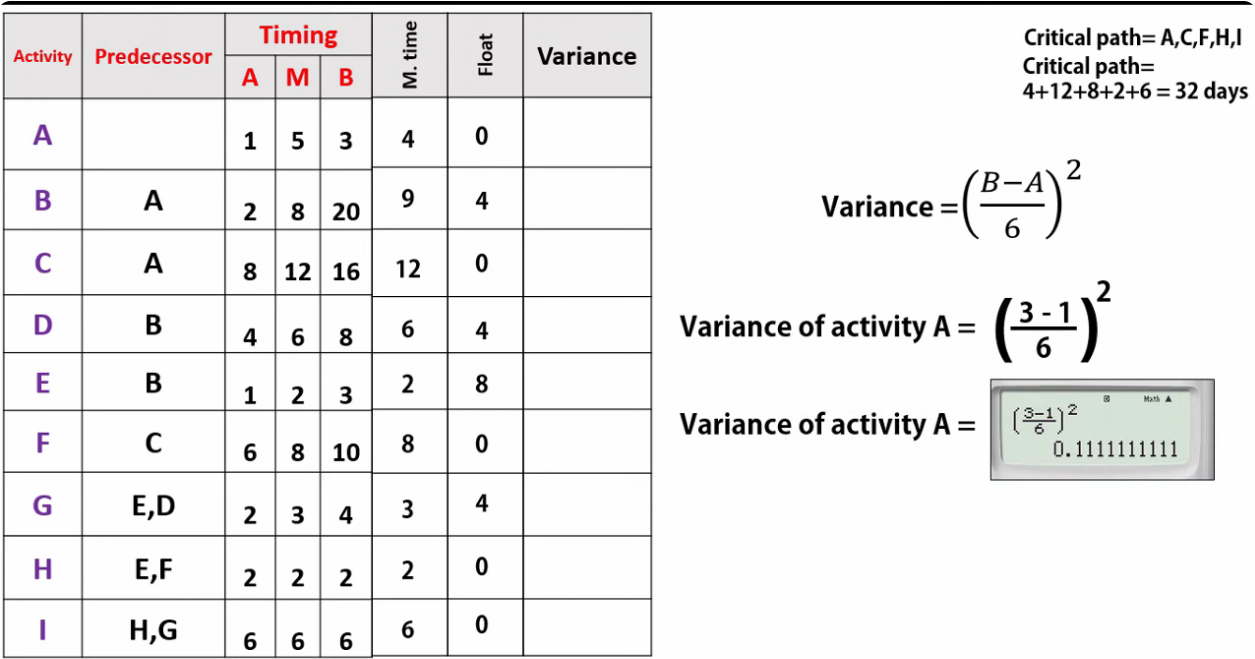 Activity Predecessor Timing M. time Float Variance
A M B
A 1 5 3 4 0
B A 2 8 20 9 4
C A 8 12 16 12 0
D B 4 6 8 6 4
E B 1 2 3 2 8
F C 6 8 10 8 0
G E,D 2 3 4 3 4
H E,F 2 2 2 2 0
I H,G 6 6 6 6 0
Critical path= A,C,F,H,I
Critical path=
4+12+8+2+6 = 32 days
Variance =(B−A/6)²
Variance of activity A = (3 - 1/6)²
Variance of activity A =
Math ▲
(3−1/6)²
0.1111111111